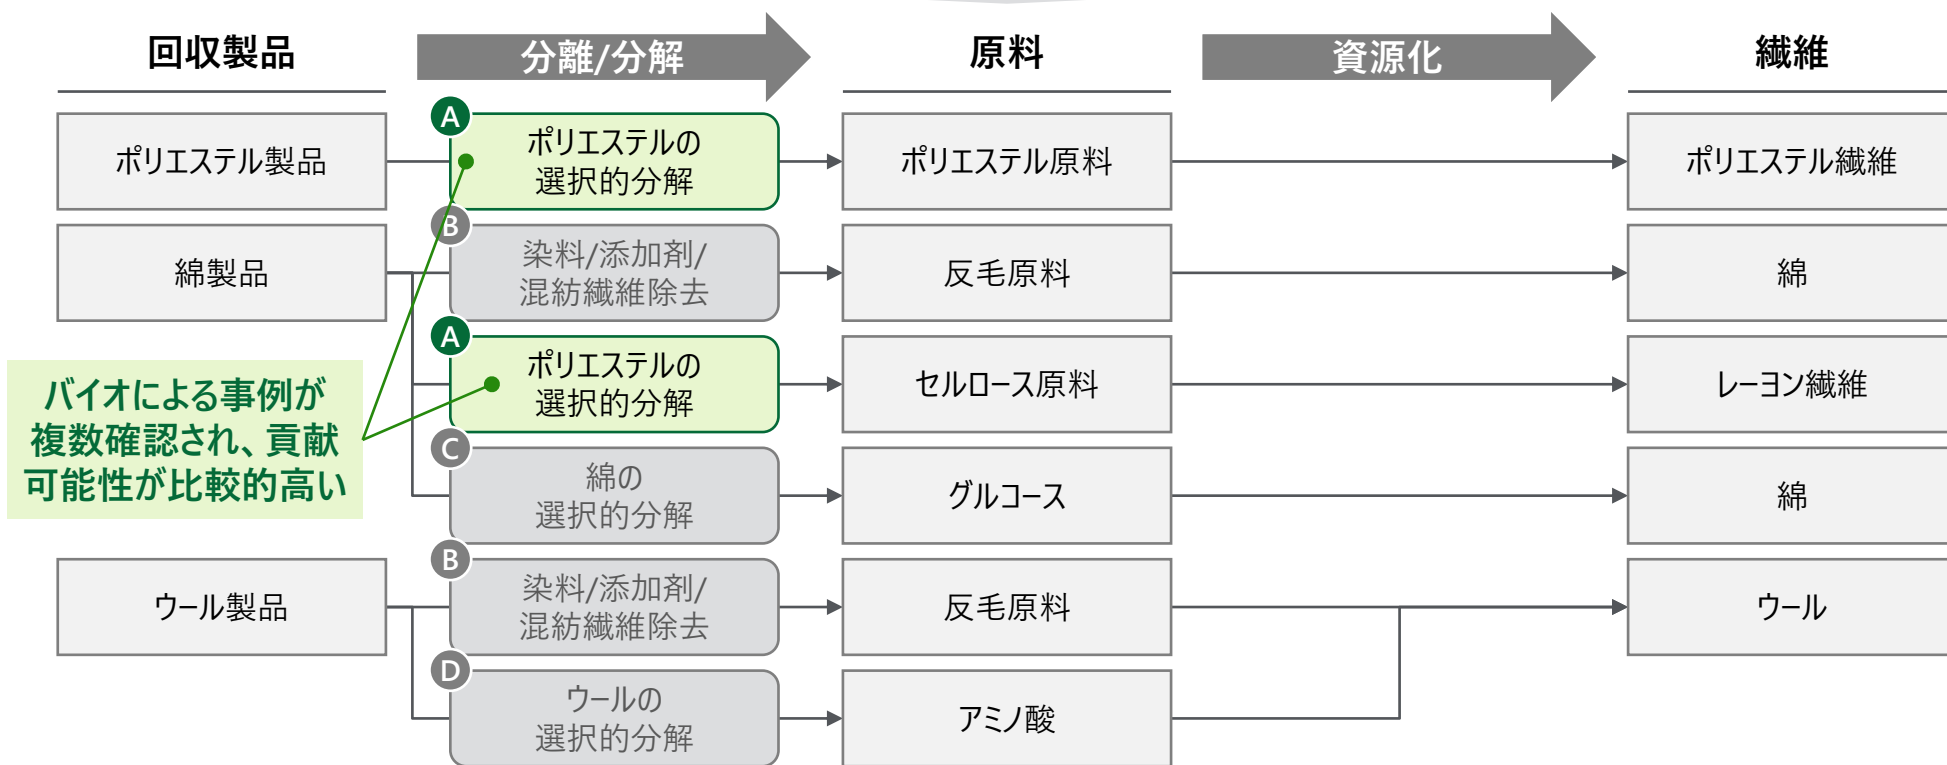 回収製品
分離/分解
原料
資源化
繊維
A
ポリエステル製品
ポリエステルの
選択的分解
ポリエステル原料
ポリエステル繊維
B
綿製品
染料/添加剤/
混紡繊維除去
反毛原料
綿
A
ポリエステルの
選択的分解
セルロース原料
レーヨン繊維
バイオによる事例が
複数確認され、貢献
可能性が比較的高い
C
綿の
選択的分解
グルコース
綿
B
ウール製品
染料/添加剤/
混紡繊維除去
反毛原料
ウール
D
ウールの
選択的分解
アミノ酸